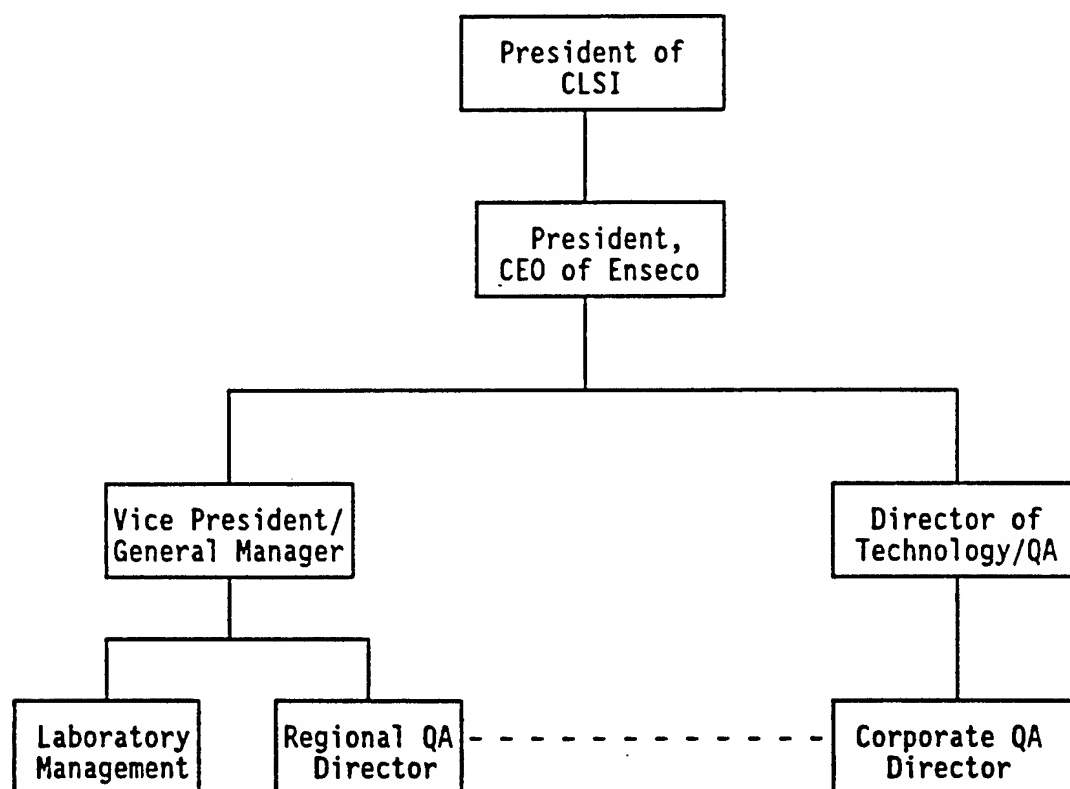 President of
CLSI
President,
CEO of Enseco
Vice President/
General Manager
Director of
Technology/QA
Laboratory
Management
Regional QA
Director
Corporate QA
Director